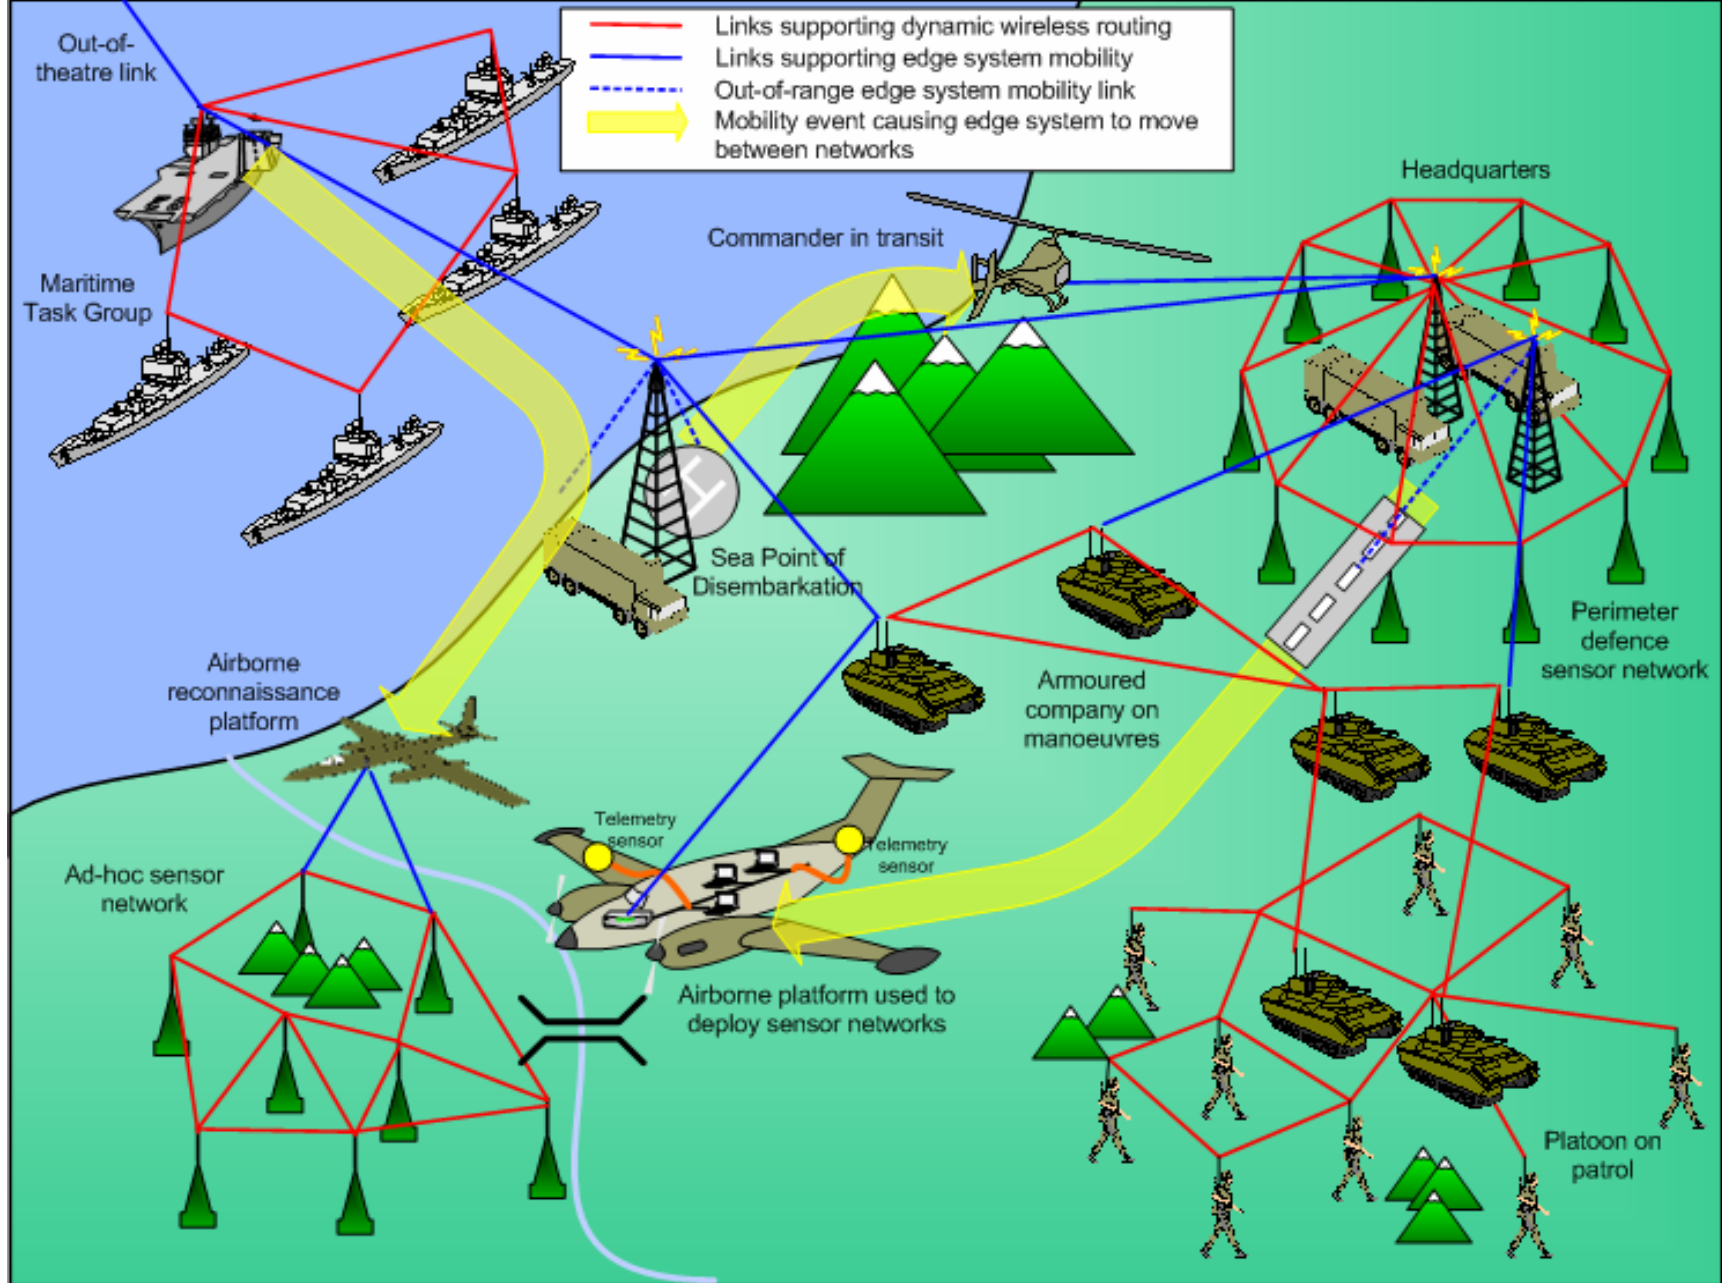 Out-of-
theatre link
Links supporting dynamic wireless routing
Links supporting edge system mobility
Out-of-range edge system mobility link
Mobility event causing edge system to move
between networks
Headquarters
Commander in transit
Maritime
Task Group
H
Sea Point of
Disembarkation
Perimeter
defence
sensor network
Airborne
reconnaissance
platform
Armoured
company on
manoeuvres
Telemetry
sensor
Telemetry
sensor
Ad-hoc sensor
network
Airborne platform used to
deploy sensor networks
Platoon on
patrol